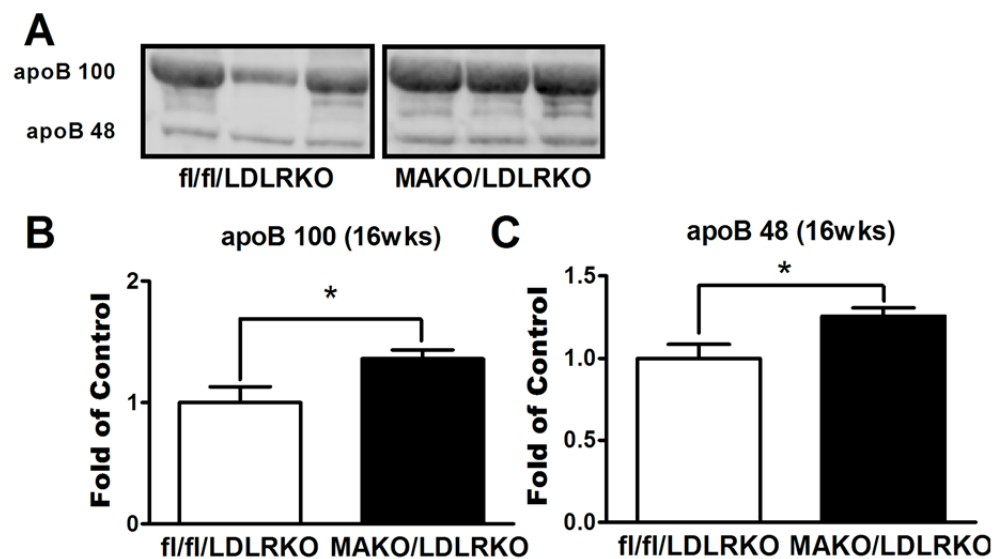 A
apoB 100
apoB 48
fl/fl/LDLRKO
MAKO/LDLRKO
B
apoB 100 (16wks)
Fold of Control
2
1
0
*
fl/fl/LDLRKO MAKO/LDLRKO
C
apoB 48 (16wks)
Fold of Control
1.5
1.0
0.5
0.0
*
fl/fl/LDLRKO MAKO/LDLRKO